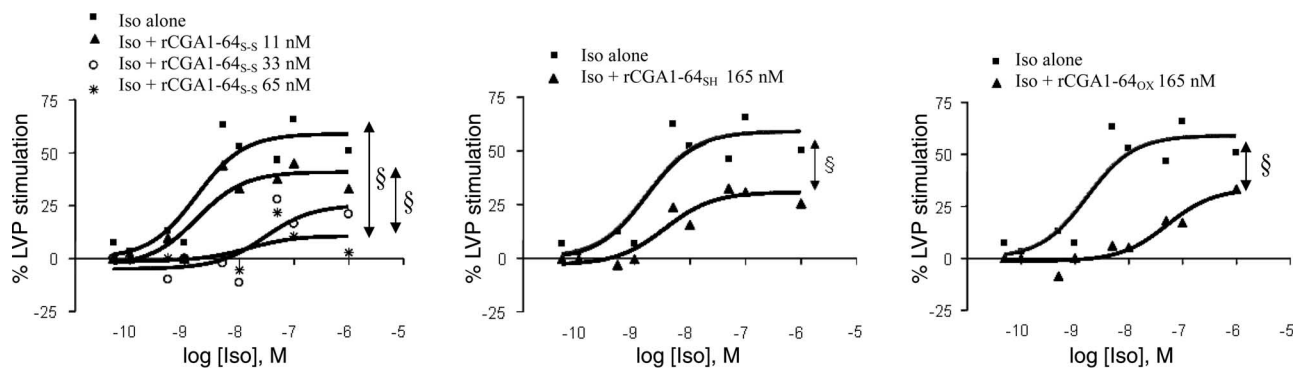 ■ Iso alone
▲ Iso + rCGA1-64S-S 11 nM
○ Iso + rCGA1-64S-S 33 nM
✳ Iso + rCGA1-64S-S 65 nM
% LVP stimulation
75
50
25
0
-25
§
§
-10 -9 -8 -7 -6 -5
log [Iso], M
■ Iso alone
▲ Iso + rCGA1-64SH 165 nM
% LVP stimulation
75
50
25
0
-25
§
-10 -9 -8 -7 -6 -5
log [Iso], M
■ Iso alone
▲ Iso + rCGA1-64OX 165 nM
% LVP stimulation
75
50
25
0
-25
§
-10 -9 -8 -7 -6 -5
log [Iso], M